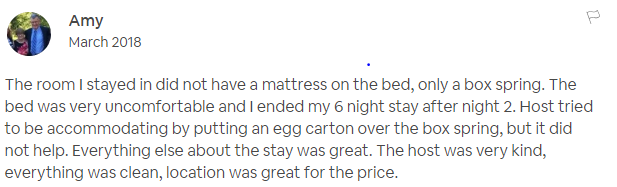 Amy
March 2018
The room I stayed in did not have a mattress on the bed, only a box spring. The
bed was very uncomfortable and I ended my 6 night stay after night 2. Host tried
to be accommodating by putting an egg carton over the box spring, but it did
not help. Everything else about the stay was great. The host was very kind,
everything was clean, location was great for the price.